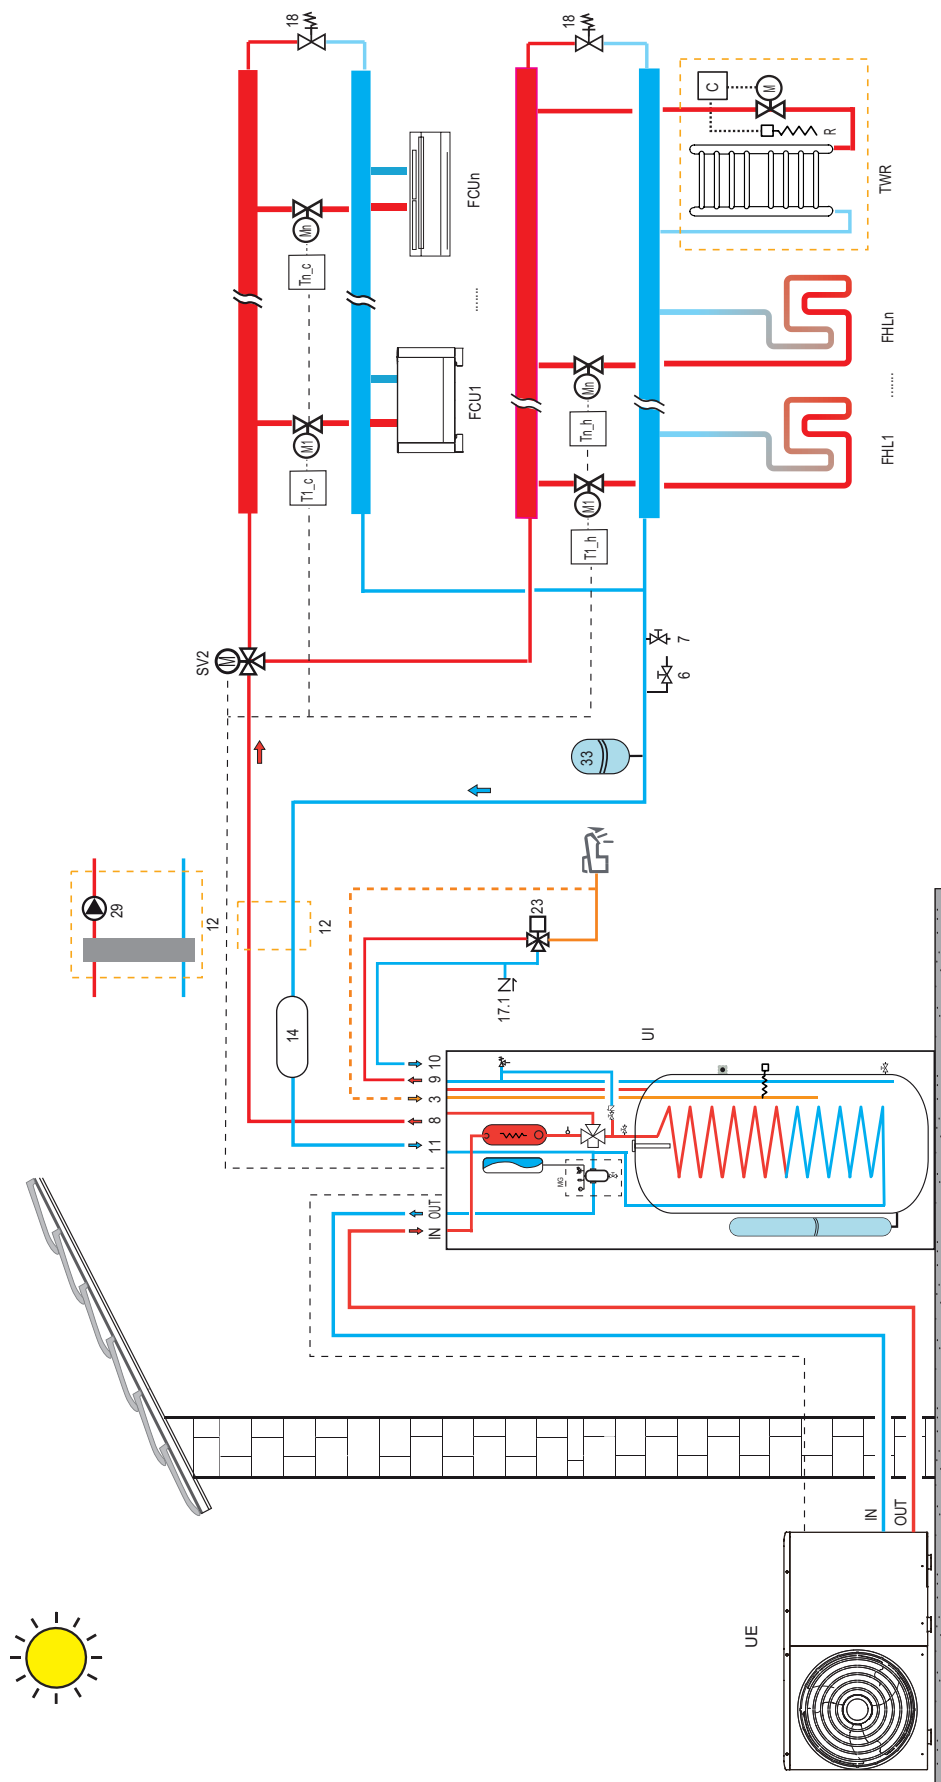 18
18
C
M
R
TWR
FCUn
Mn
Tn_c
........
FHLn
FCU1
Mn
Tn_h
........
M1
T1_c
FHL1
M1
T1_h
SV2
M
7
6
33
29
12
12
23
17.1
14
UI
10
9
3
8
11
OUT
IN
MG
IN
OUT
UE